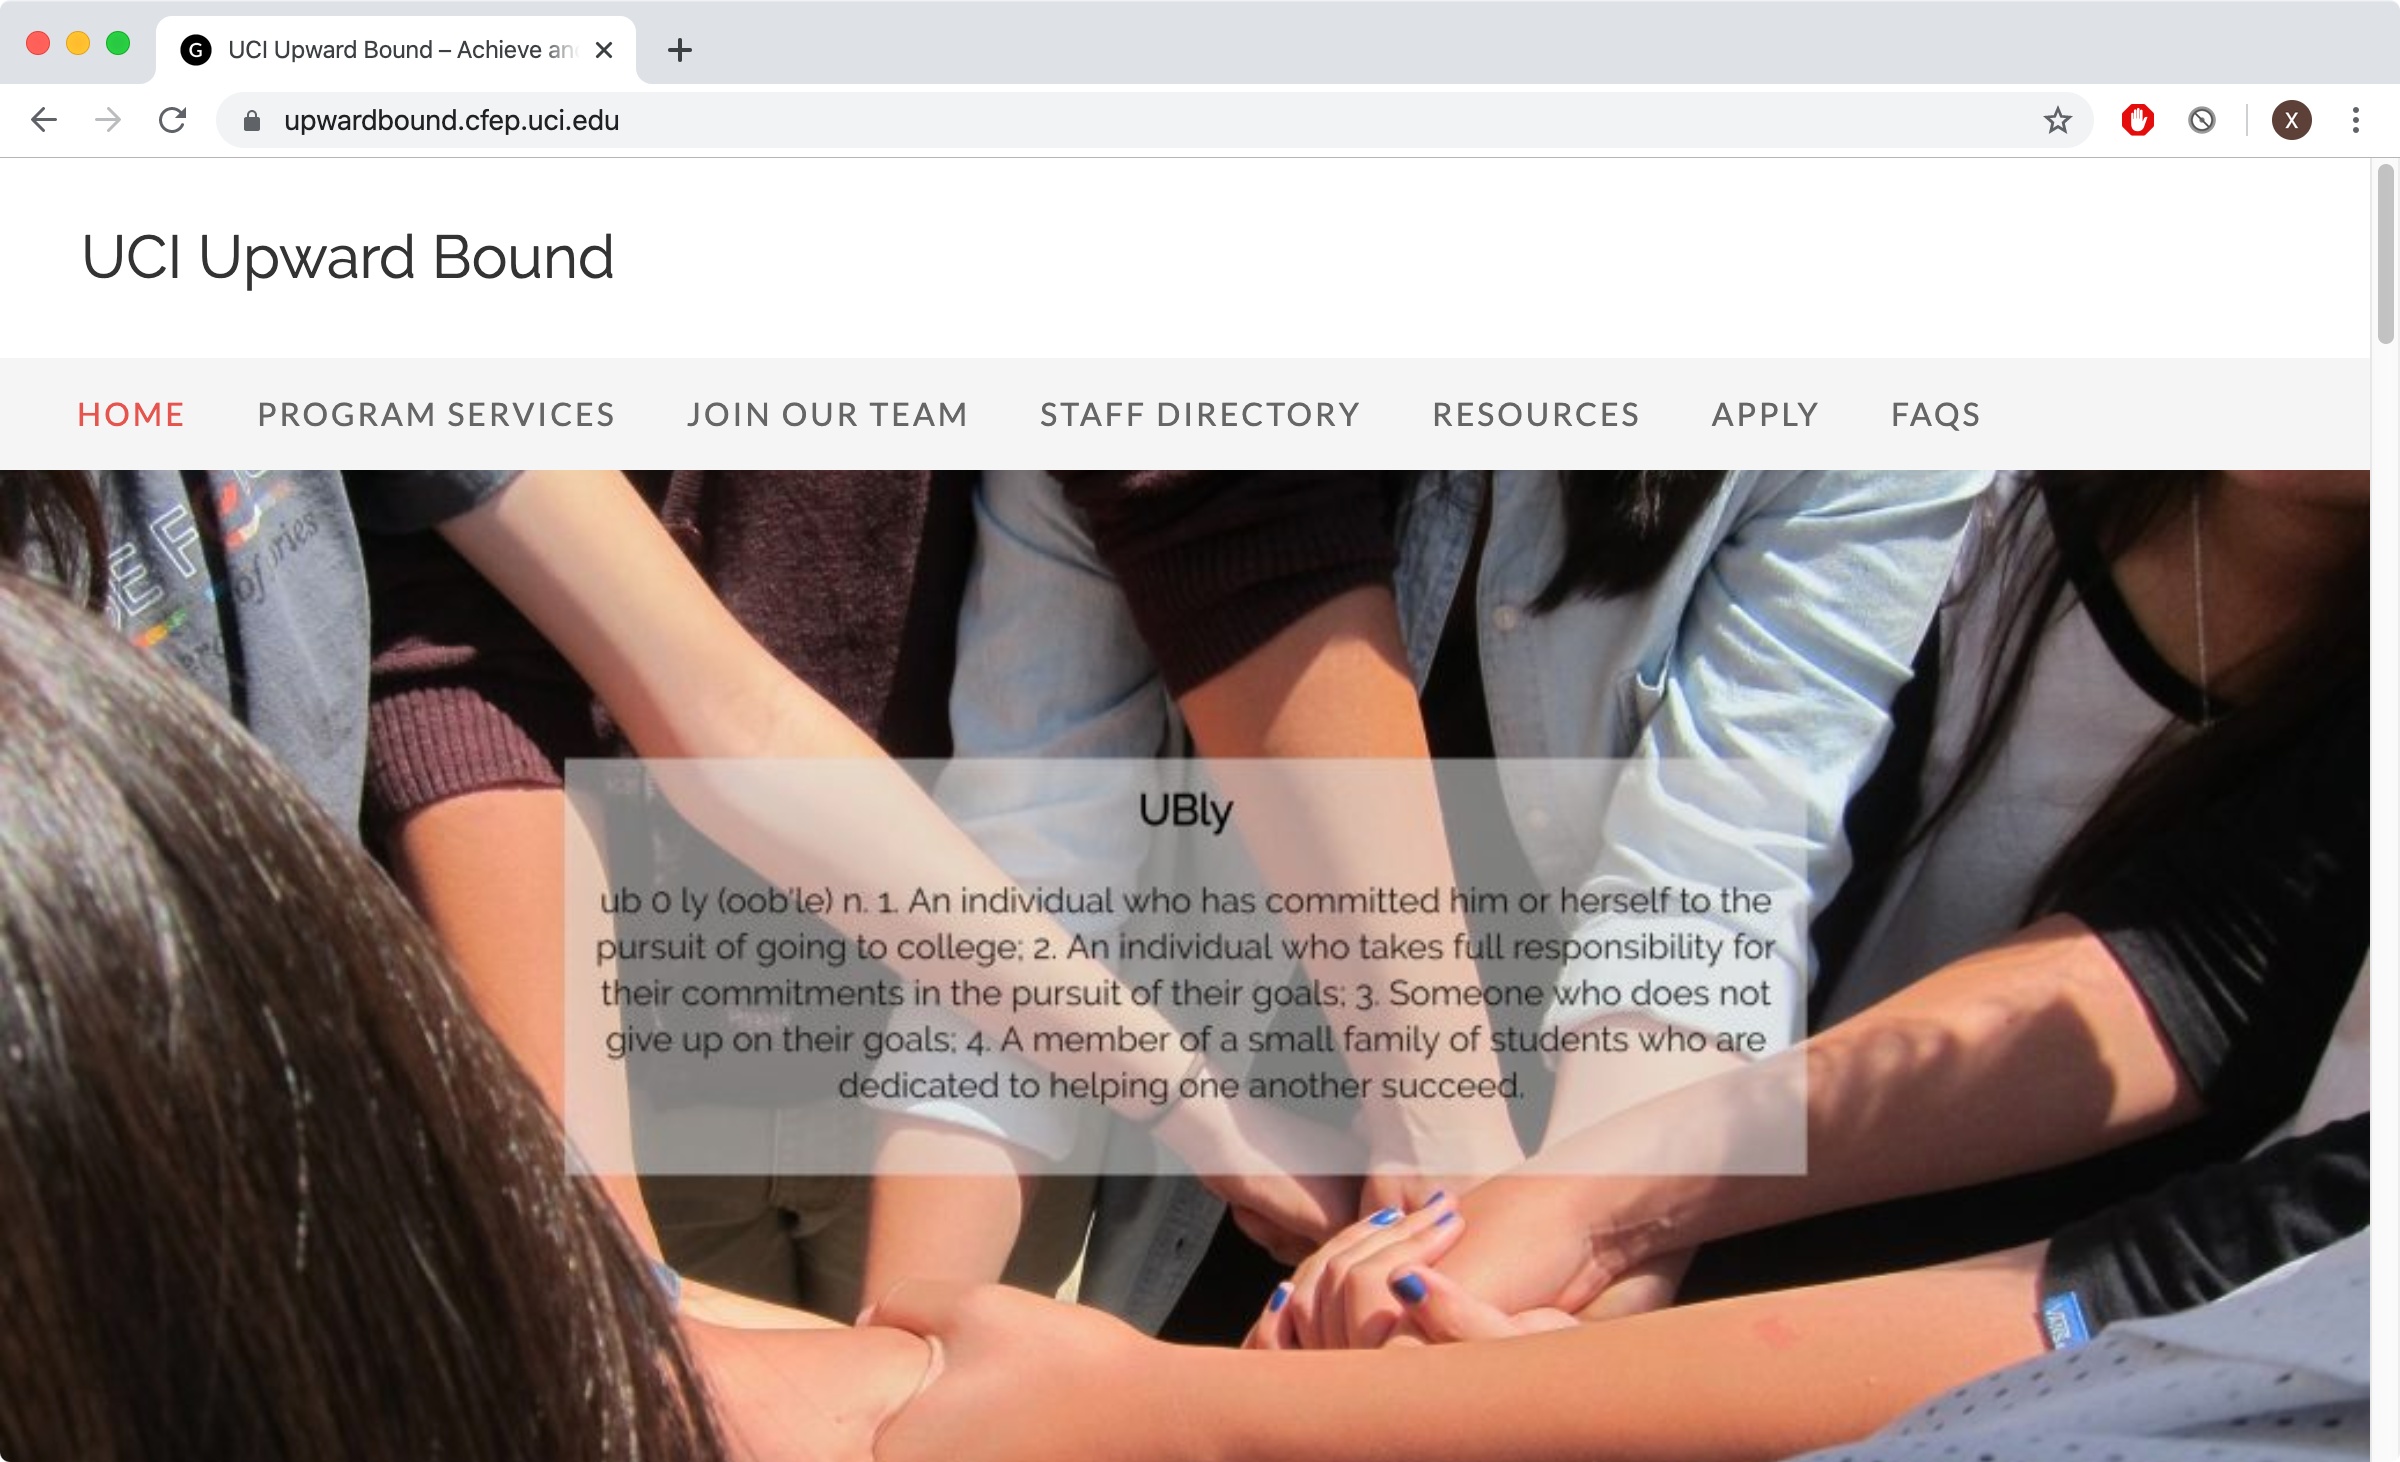 UCI Upward Bound – Achieve an
upwardbound.cfep.uci.edu
X
UCI Upward Bound
HOME PROGRAM SERVICES JOIN OUR TEAM STAFF DIRECTORY RESOURCES APPLY FAQS
UBly
ub 0 ly (oob'le) n. 1. An individual who has committed him or herself to the
pursuit of going to college; 2. An individual who takes full responsibility for
their commitments in the pursuit of their goals; 3. Someone who does not
give up on their goals; 4. A member of a small family of students who are
dedicated to helping one another succeed.